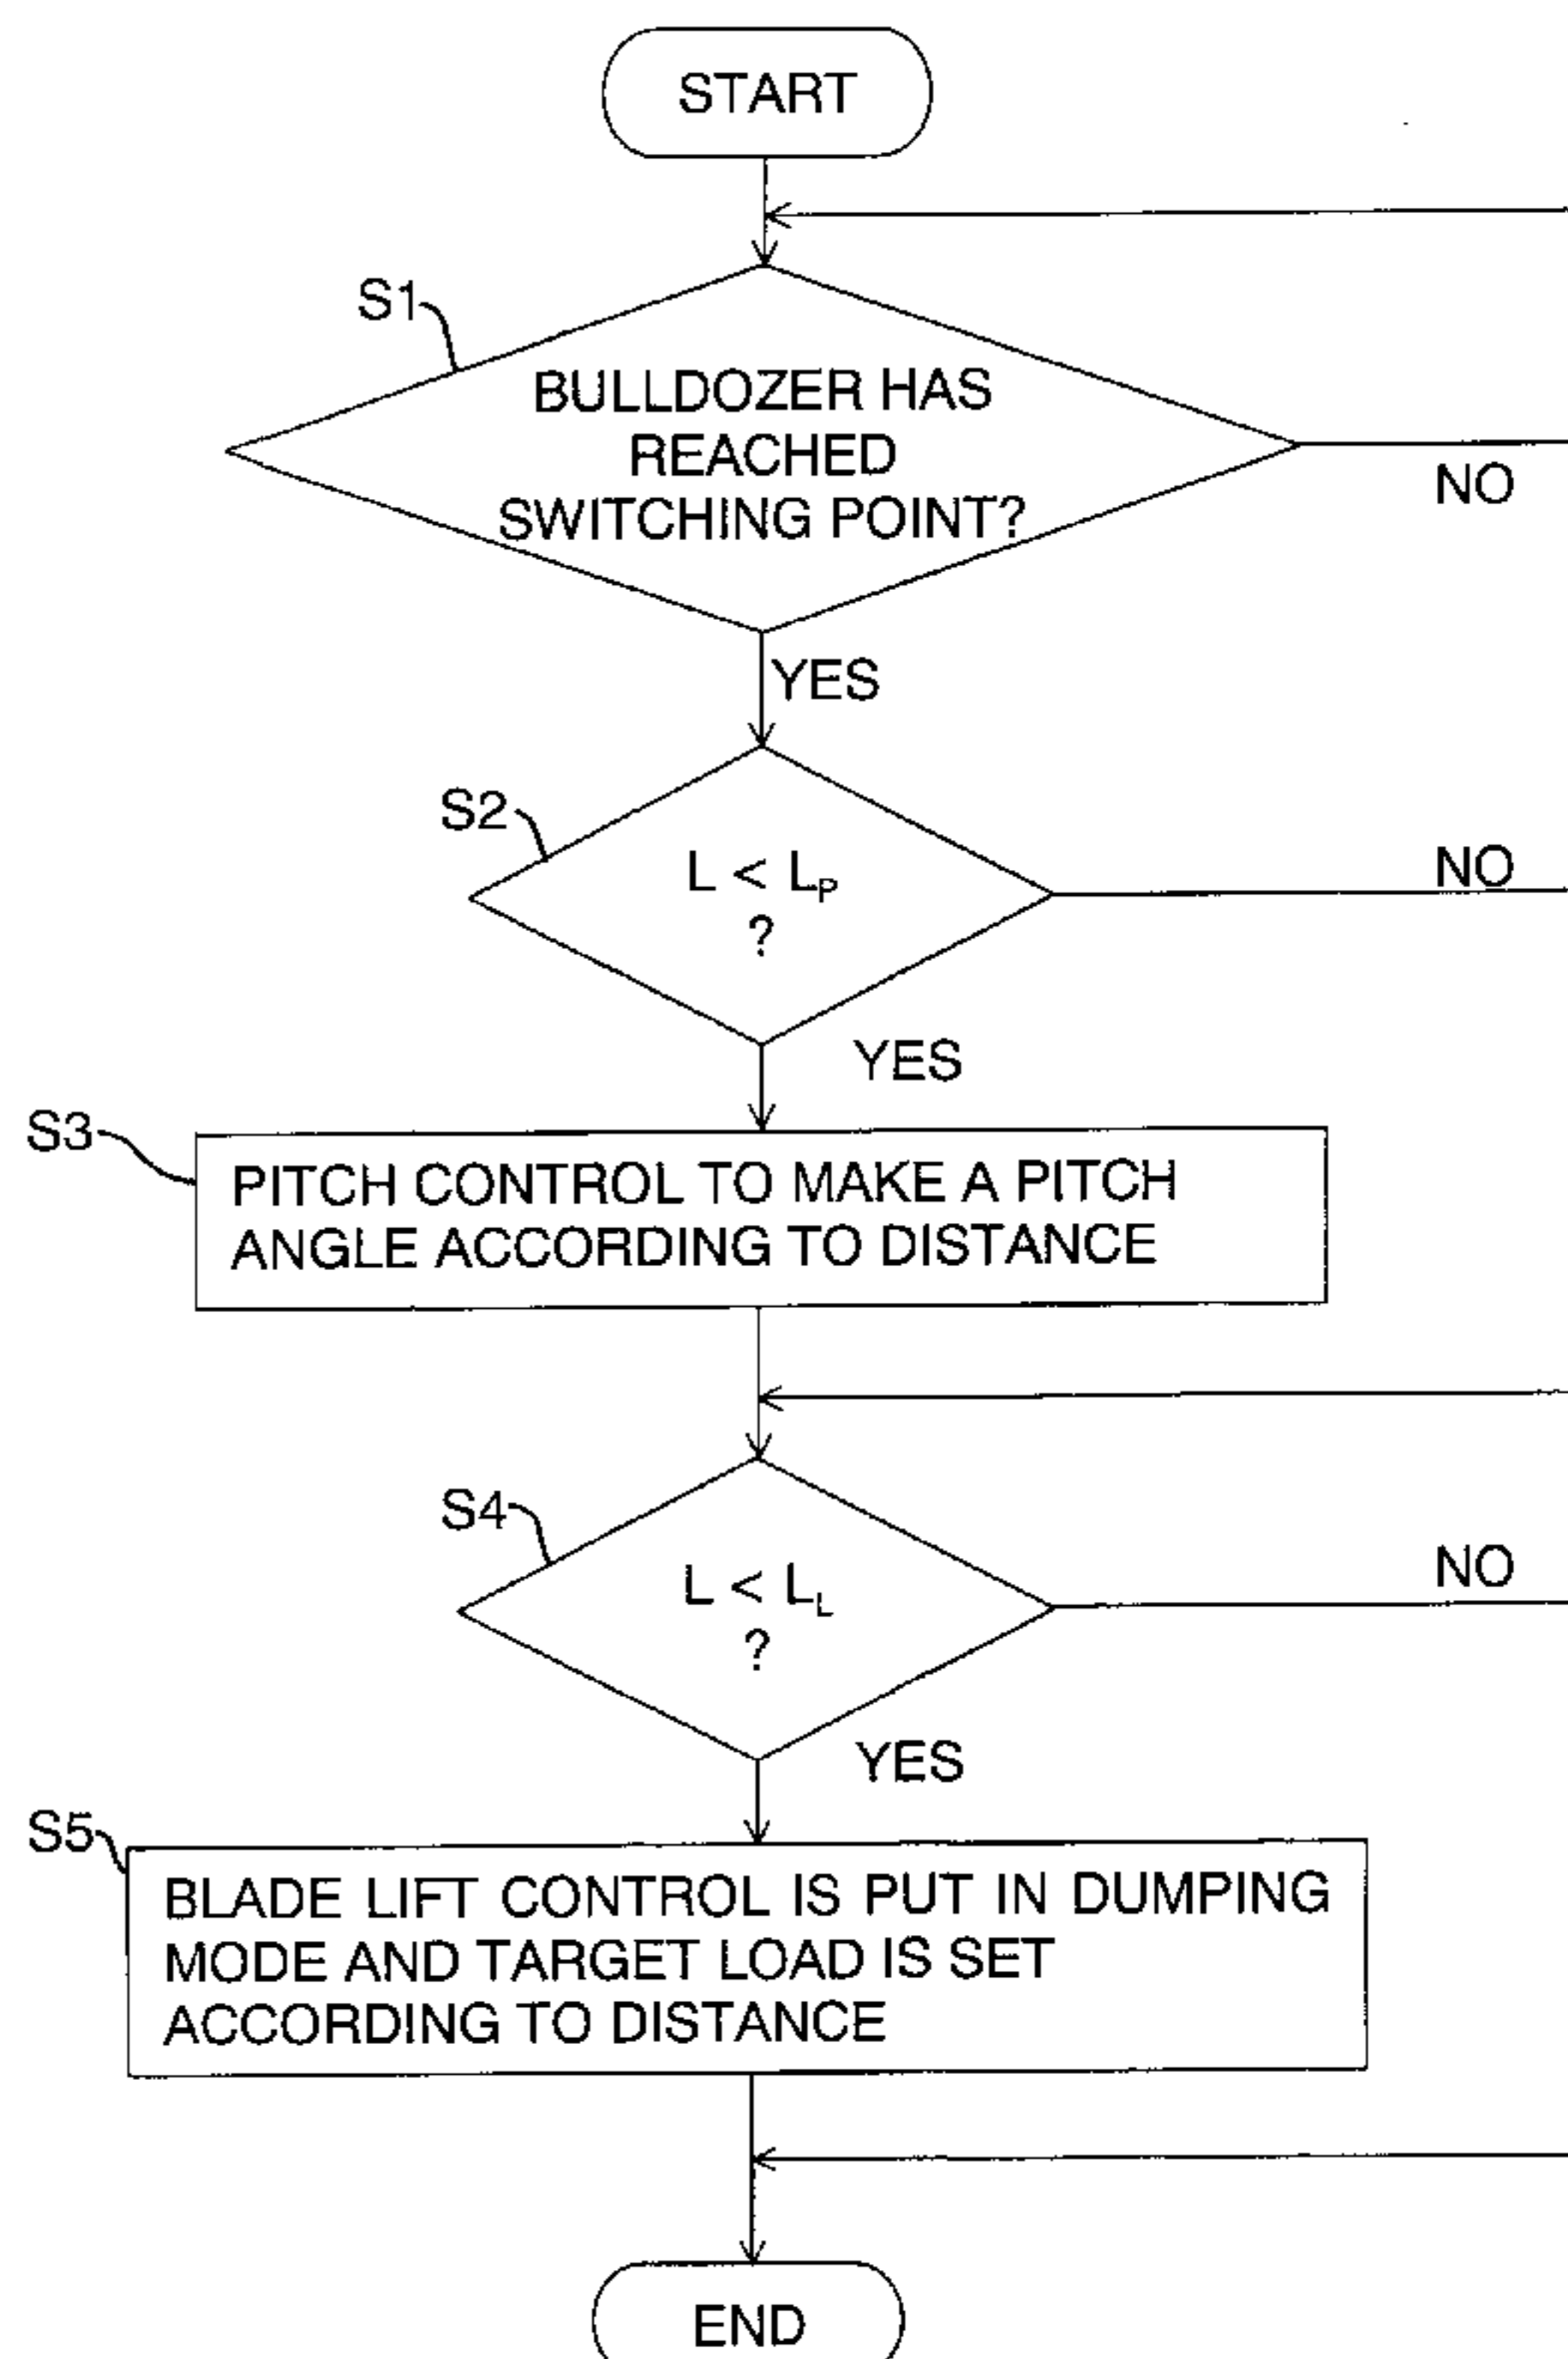 START
S1
BULLDOZER HAS
REACHED
SWITCHING POINT?
NO
YES
S2
L < LP
?
NO
YES
S3
PITCH CONTROL TO MAKE A PITCH
ANGLE ACCORDING TO DISTANCE
S4
L < LL
?
NO
YES
S5
BLADE LIFT CONTROL IS PUT IN DUMPING
MODE AND TARGET LOAD IS SET
ACCORDING TO DISTANCE
END